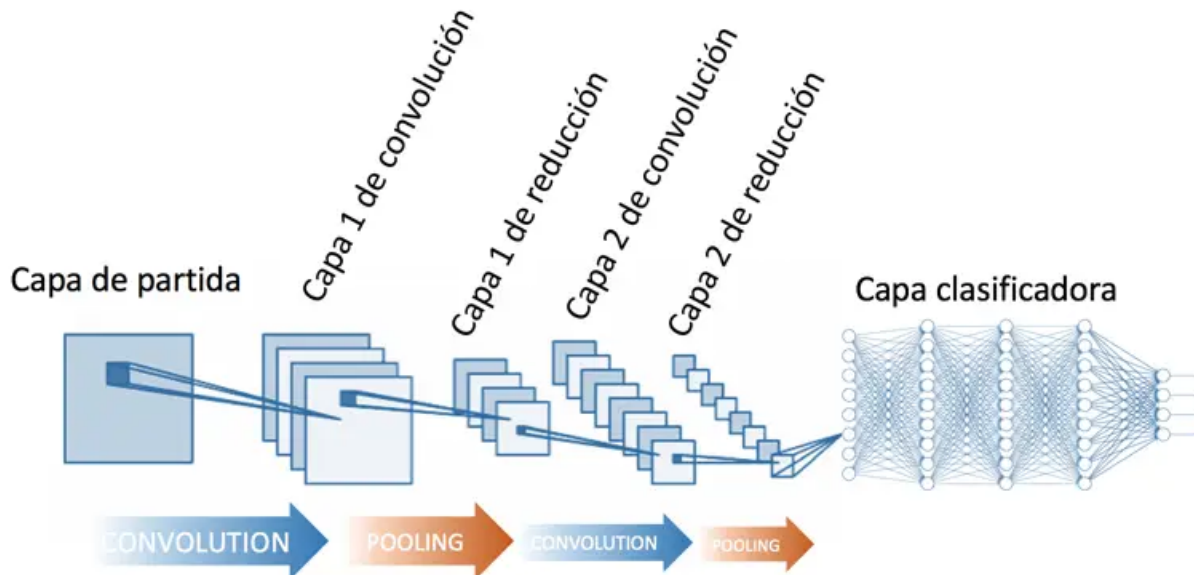 Capa de partida
Capa 1 de convolución
Capa 1 de reducción
Capa 2 de convolución
Capa 2 de reducción
Capa clasificadora
CONVOLUTION
POOLING
CONVOLUTION
POOLING